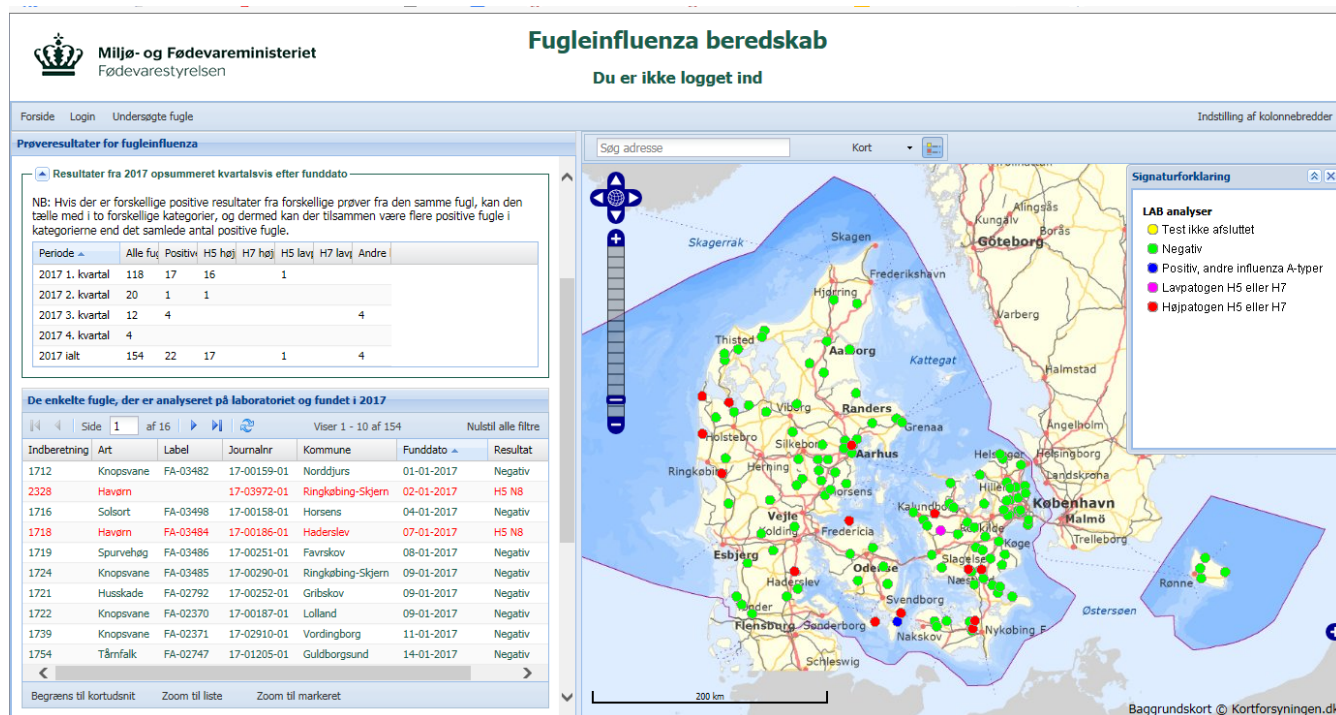 Miljø- og Fødevareministeriet
Fødevarestyrelsen
Fugleinfluenza beredskab
Du er ikke logget ind
Forside Login Undersøgte fugle Indstilling af kolonnebredder
Prøveresultater for fugleinfluenza
Resultater fra 2017 opsummeret kvartalsvis efter funddato
NB: Hvis der er forskellige positive resultater fra forskellige prøver fra den samme fugl, kan den
tælle med i to forskellige kategorier, og dermed kan der tilsammen være flere positive fugle i
kategorierne end det samlede antal positive fugle.
Periode Alle fug Positive H5 høj H7 høj H5 lavp H7 lavp Andre
2017 1. kvartal 118 17 16 1
2017 2. kvartal 20 1 1
2017 3. kvartal 12 4 4
2017 4. kvartal 4
2017 ialt 154 22 17 1 4
De enkelte fugle, der er analyseret på laboratoriet og fundet i 2017
Side 1 af 16 Viser 1 - 10 af 154 Nulstil alle filtre
Indberetning Art Label Journalnr Kommune Funddato Resultat
1712 Knopsvane FA-03482 17-00159-01 Norddjurs 01-01-2017 Negativ
2328 Havørn 17-03972-01 Ringkøbing-Skjern 02-01-2017 H5 N8
1716 Solsort FA-03498 17-00158-01 Horsens 04-01-2017 Negativ
1718 Havørn FA-03484 17-00186-01 Haderslev 07-01-2017 H5 N8
1719 Spurvehøg FA-03486 17-00251-01 Favrskov 08-01-2017 Negativ
1724 Knopsvane FA-03485 17-00290-01 Ringkøbing-Skjern 09-01-2017 Negativ
1721 Husskade FA-02792 17-00252-01 Gribskov 09-01-2017 Negativ
1722 Knopsvane FA-02370 17-00187-01 Lolland 09-01-2017 Negativ
1739 Knopsvane FA-02371 17-02910-01 Vordingborg 11-01-2017 Negativ
1754 Tårnfalk FA-02747 17-01205-01 Guldborgsund 14-01-2017 Negativ
Begræns til kortudsnit Zoom til liste Zoom til markeret
Søg adresse Kort
Signaturforklaring
LAB analyser
Test ikke afsluttet
Negativ
Positiv, andre influenza A-typer
Lavpatogen H5 eller H7
Højpatogen H5 eller H7
Alingsås
Kungälv
Borås
Göteborg
Skagerrak
Skagen
Frederikshavn
Hjørring
Varberg
Thisted
Aalborg
Kattegat
Halmstad
Viborg
Randers
Grenaa
Holstebro
Silkeborg
Aarhus
Ängelholm
Helsingør
Helsingborg
Ringkøbing
Herning
Landskrona
Horsens
Hillerød
Kalundborg
København
Vejle
Malmö
Kolding
Fredericia
Roskilde
Trelleborg
Køge
Esbjerg
Slagelse
Odense
Næstved
Haderslev
Rønne
Svendborg
Tønder
Østersøen
Flensburg
Sønderborg
Nakskov
Nykøbing F
Schleswig
200 km
Baggrundskort © Kortforsyningen.dk